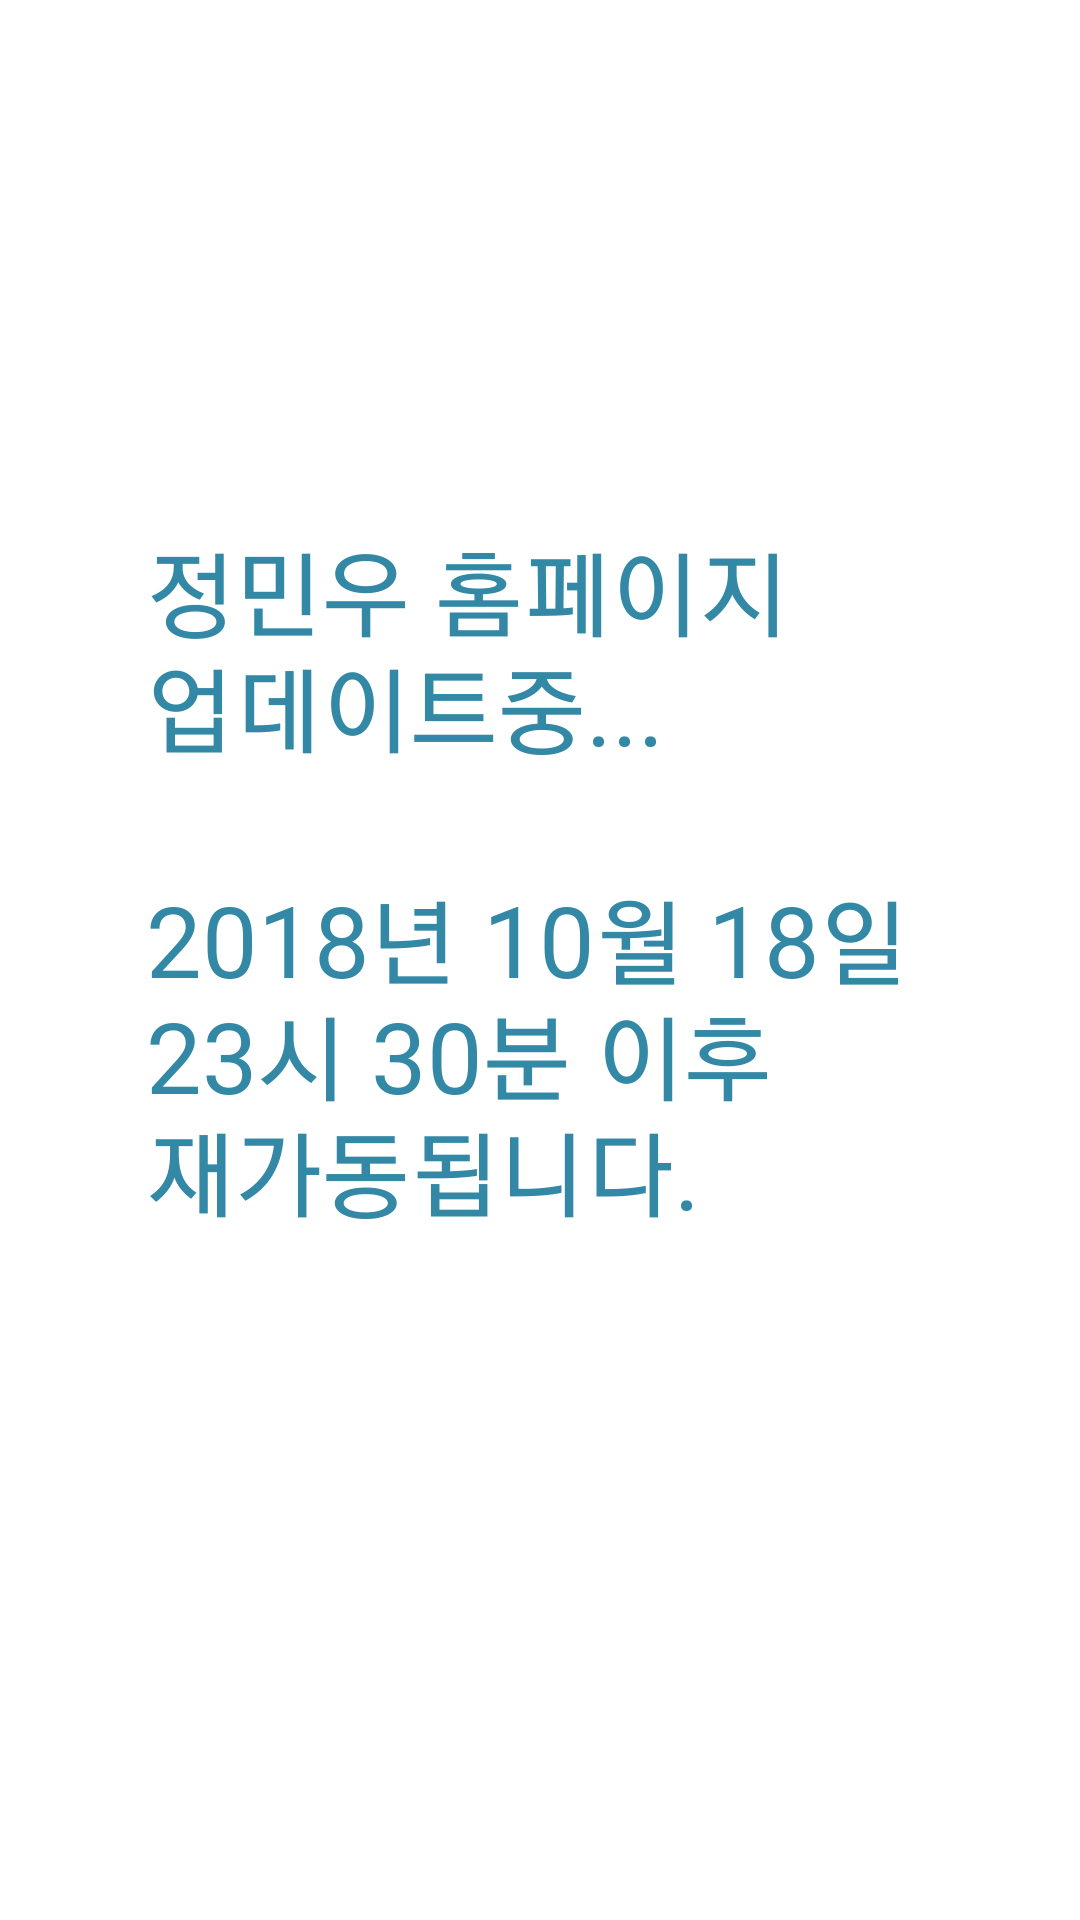 정민우 홈페이지
업데이트중...
2018년 10월 18일
23시 30분 이후
재가동됩니다.